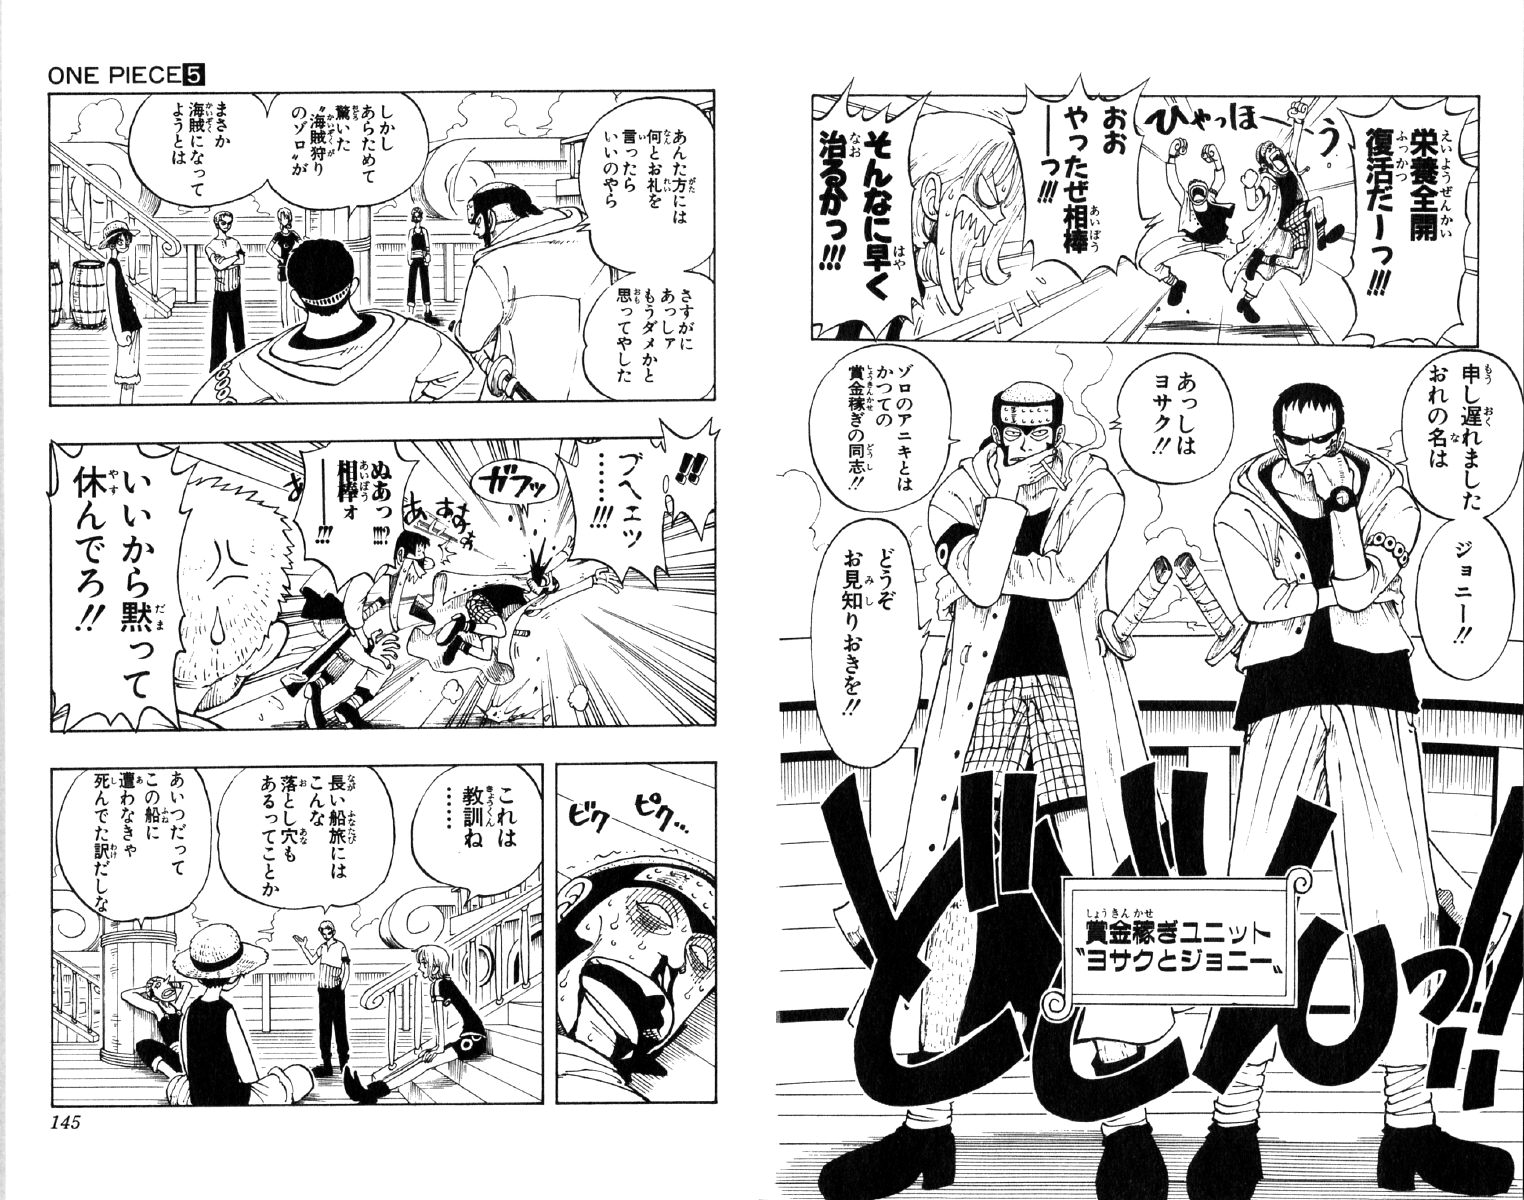 ONE PIECE 5
栄養全開
復活だーっ!!!
ひゃっほーーう
おお
やったぜ相棒
ーーっ!!!
そんなに早く
治るかっ!!!
申し遅れました
おれの名は
ジョニー!!
あっしは
ヨサク!!
ゾロのアニキとは
かつての
賞金稼ぎの同志!!
どうぞ
お見知りおきを!!
どどんっ!!
賞金稼ぎユニット
〝ヨサクとジョニー〟
あんた方には
何とお礼を
言ったら
いいのやら
さすがに
あっしァ
もうダメかと
思ってやした
しかし
あらためて
驚いた
〝海賊狩り
のゾロ〟が
まさか
海賊になって
ようとは
!!
ブヘェッ
……!!!
ガフッ
あ
ああああ
ぬあっ!!!?
相棒ォ
ーー!!!
いいから黙って
休んでろ!!
ピク…
ビク
これは
教訓ね
……
長い船旅には
こんな
落とし穴も
あるってことか
あいつだって
この船に
遭わなきゃ
死んでた訳だしな
145